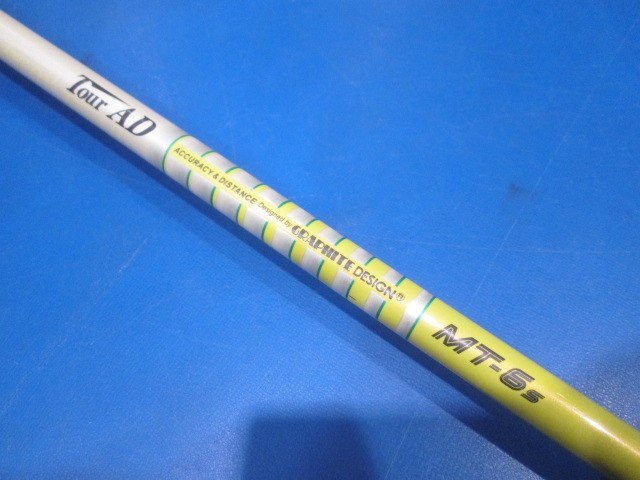 Tour AD
ACCURACY & DISTANCE Designed by GRAPHITE DESIGN®
MT-6s